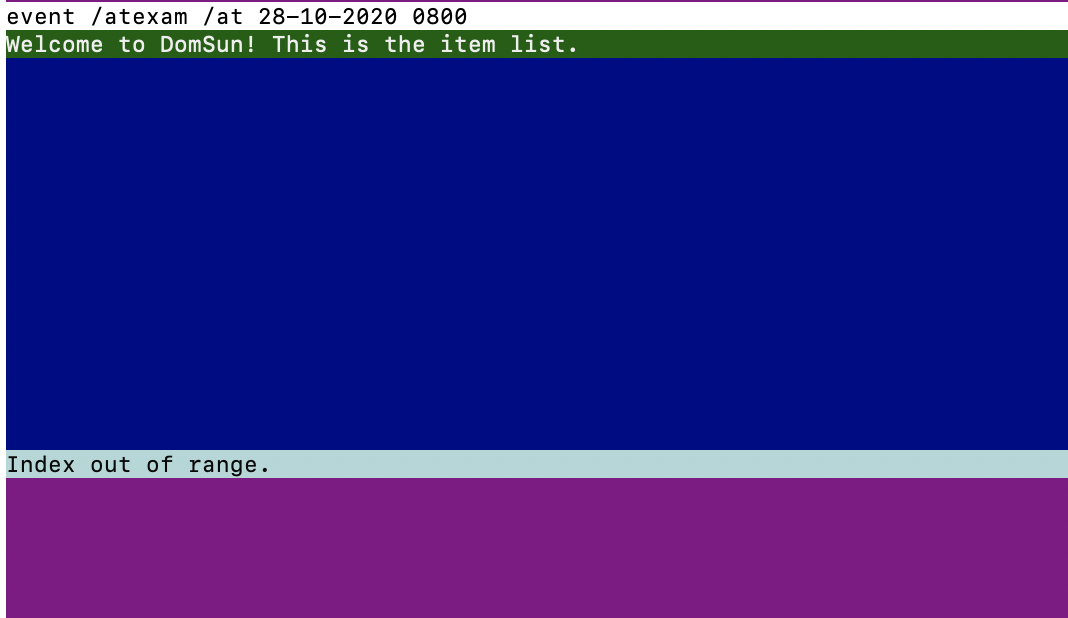 event /atexam /at 28-10-2020 0800
Welcome to DomSun! This is the item list.
Index out of range.